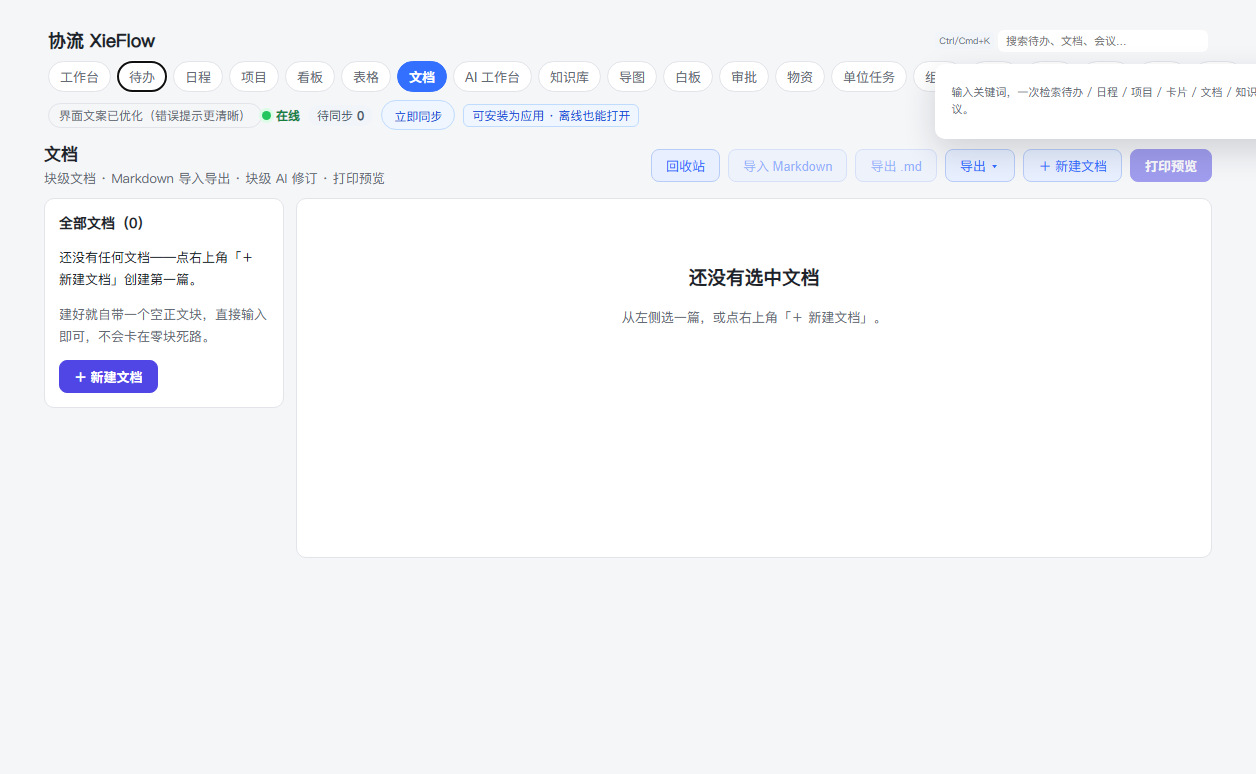 协流 XieFlow
Ctrl/Cmd+K
搜索待办、文档、会议...
工作台
待办
日程
项目
看板
表格
文档
AI 工作台
知识库
导图
白板
审批
物资
单位任务
输入关键词，一次检索待办 / 日程 / 项目 / 卡片 / 文档 / 知识
议。
界面文案已优化（错误提示更清晰）
在线
待同步 0
立即同步
可安装为应用 · 离线也能打开
文档
块级文档 · Markdown 导入导出 · 块级 AI 修订 · 打印预览
回收站
导入 Markdown
导出 .md
导出
＋ 新建文档
打印预览
全部文档（0）
还没有任何文档——点右上角「＋
新建文档」创建第一篇。
建好就自带一个空正文块，直接输入
即可，不会卡在零块死路。
＋ 新建文档
还没有选中文档
从左侧选一篇，或点右上角「＋ 新建文档」。